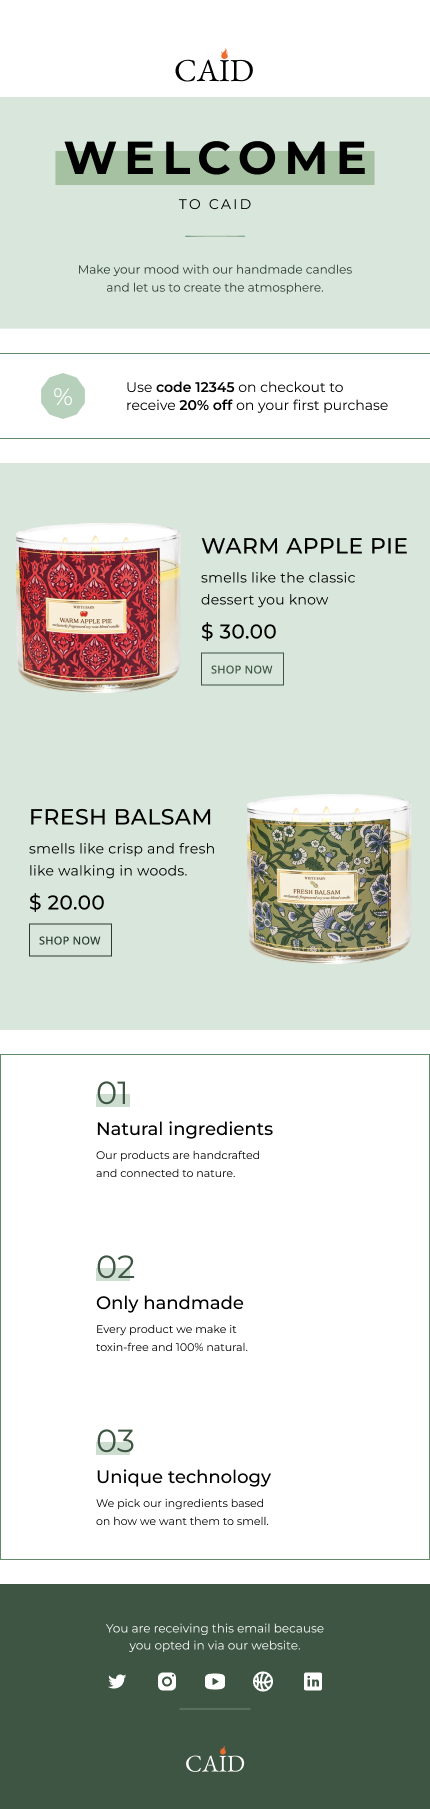 CAID
WELCOME
TO CAID
Make your mood with our handmade candles
and let us to create the atmosphere.
%
Use code 12345 on checkout to
receive 20% off on your first purchase
WHITE BARN
WARM APPLE PIE
WARM APPLE PIE
smells like the classic
dessert you know
$ 30.00
SHOP NOW
FRESH BALSAM
smells like crisp and fresh
like walking in woods.
$ 20.00
SHOP NOW
WHITE BARN
FRESH BALSAM
01
Natural ingredients
Our products are handcrafted
and connected to nature.
02
Only handmade
Every product we make it
toxin-free and 100% natural.
03
Unique technology
We pick our ingredients based
on how we want them to smell.
You are receiving this email because
you opted in via our website.
CAID